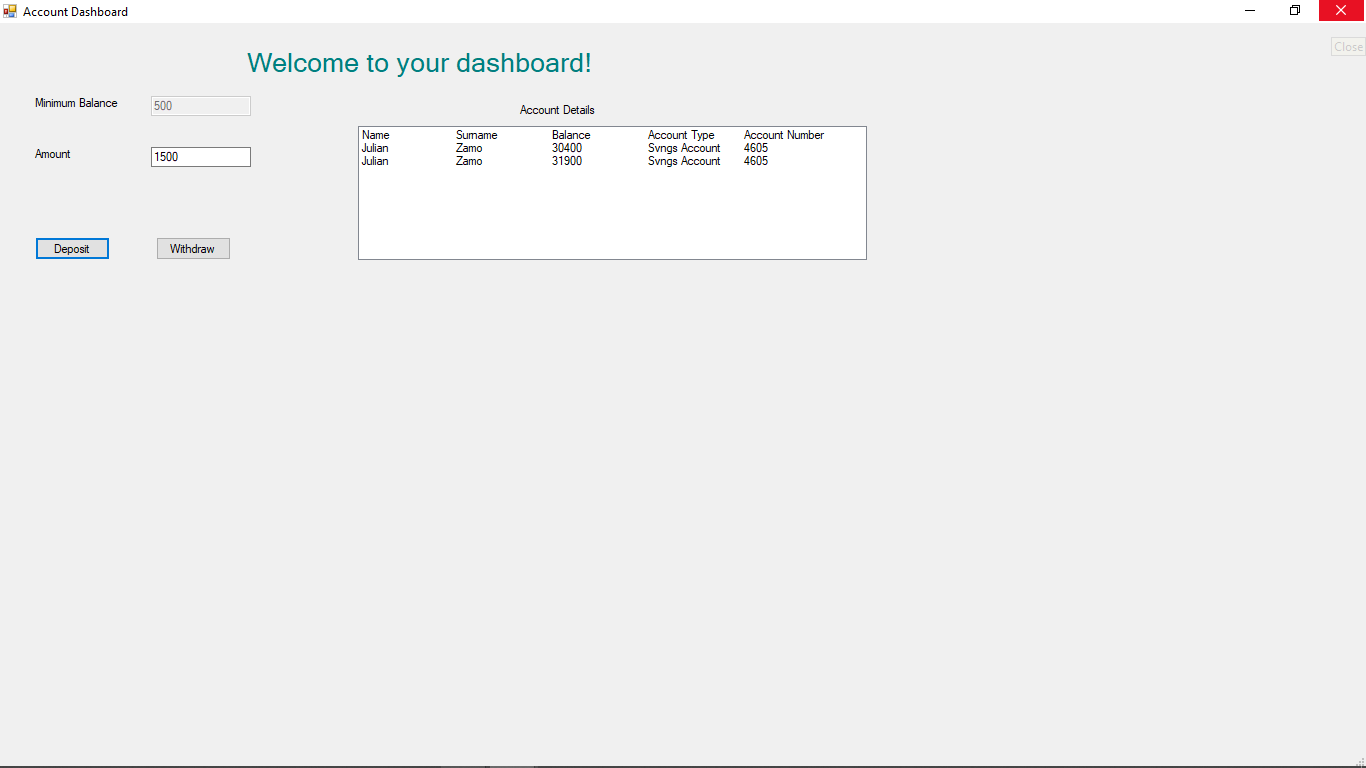 Account Dashboard
Close
Welcome to your dashboard!
Minimum Balance 500
Amount 1500
Deposit Withdraw
Account Details
Name Surname Balance Account Type Account Number
Julian Zamo 30400 Svngs Account 4605
Julian Zamo 31900 Svngs Account 4605